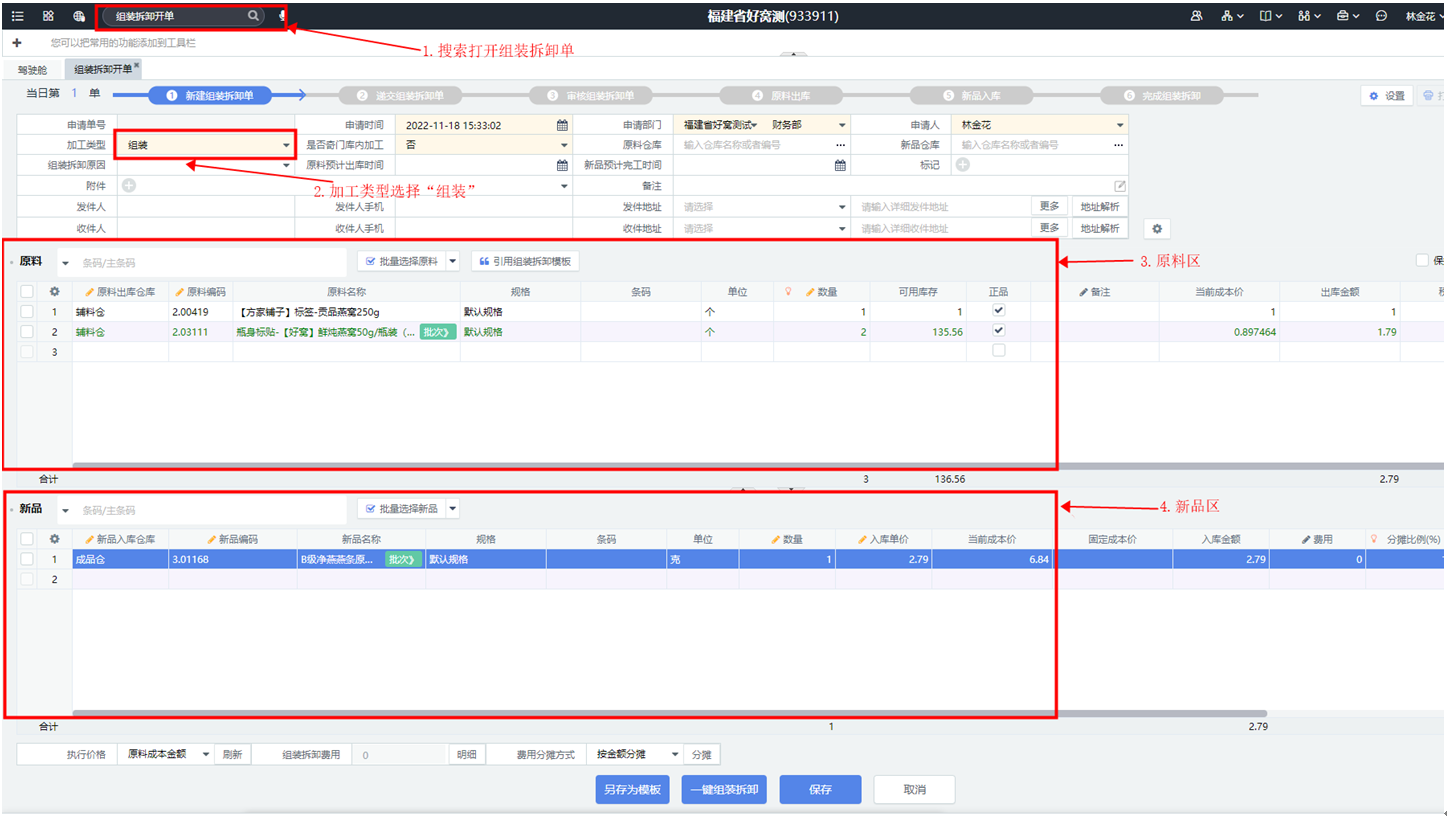 组装拆卸开单 福建省好窝测(933911) 林金花
您可以把常用的功能添加到工具栏
1. 搜索打开组装拆卸单
驾驶舱 组装拆卸开单
当日第 1 单 1 新建组装拆卸单 2 递交组装拆卸单 3 审核组装拆卸单 4 原料出库 5 新品入库 6 完成组装拆卸 设置
申请单号 申请时间 2022-11-18 15:33:02 申请部门 福建省好窝测试 财务部 申请人 林金花
加工类型 组装 是否奇门库内加工 否 原料仓库 输入仓库名称或者编号 新品仓库 输入仓库名称或者编号
组装拆卸原因 原料预计出库时间 新品预计完工时间 标记
附件 备注
2. 加工类型选择“组装”
发件人 发件人手机 发件地址 请选择 请输入详细发件地址 更多 地址解析
收件人 收件人手机 收件地址 请选择 请输入详细收件地址 更多 地址解析
原料 条码/主条码 批量选择原料 引用组装拆卸模板 3. 原料区
原料出库仓库 原料编码 原料名称 规格 条码 单位 数量 可用库存 正品 备注 当前成本价 出库金额
1 辅料仓 2.00419 【方家铺子】标签-贡品燕窝250g 默认规格 个 1 1 1 1
2 辅料仓 2.03111 瓶身标贴-【好窝】鲜炖燕窝50g/瓶装（... 批次》 默认规格 个 2 135.56 0.897464 1.79
3
合计 3 136.56 2.79
新品 条码/主条码 批量选择新品 4. 新品区
新品入库仓库 新品编码 新品名称 规格 条码 单位 数量 入库单价 当前成本价 固定成本价 入库金额 费用 分摊比例(%)
1 成品仓 3.01168 B级净燕燕条原... 批次》 默认规格 克 1 2.79 6.84 2.79 0
2
合计 1 2.79
执行价格 原料成本金额 刷新 组装拆卸费用 0 明细 费用分摊方式 按金额分摊 分摊
另存为模板 一键组装拆卸 保存 取消